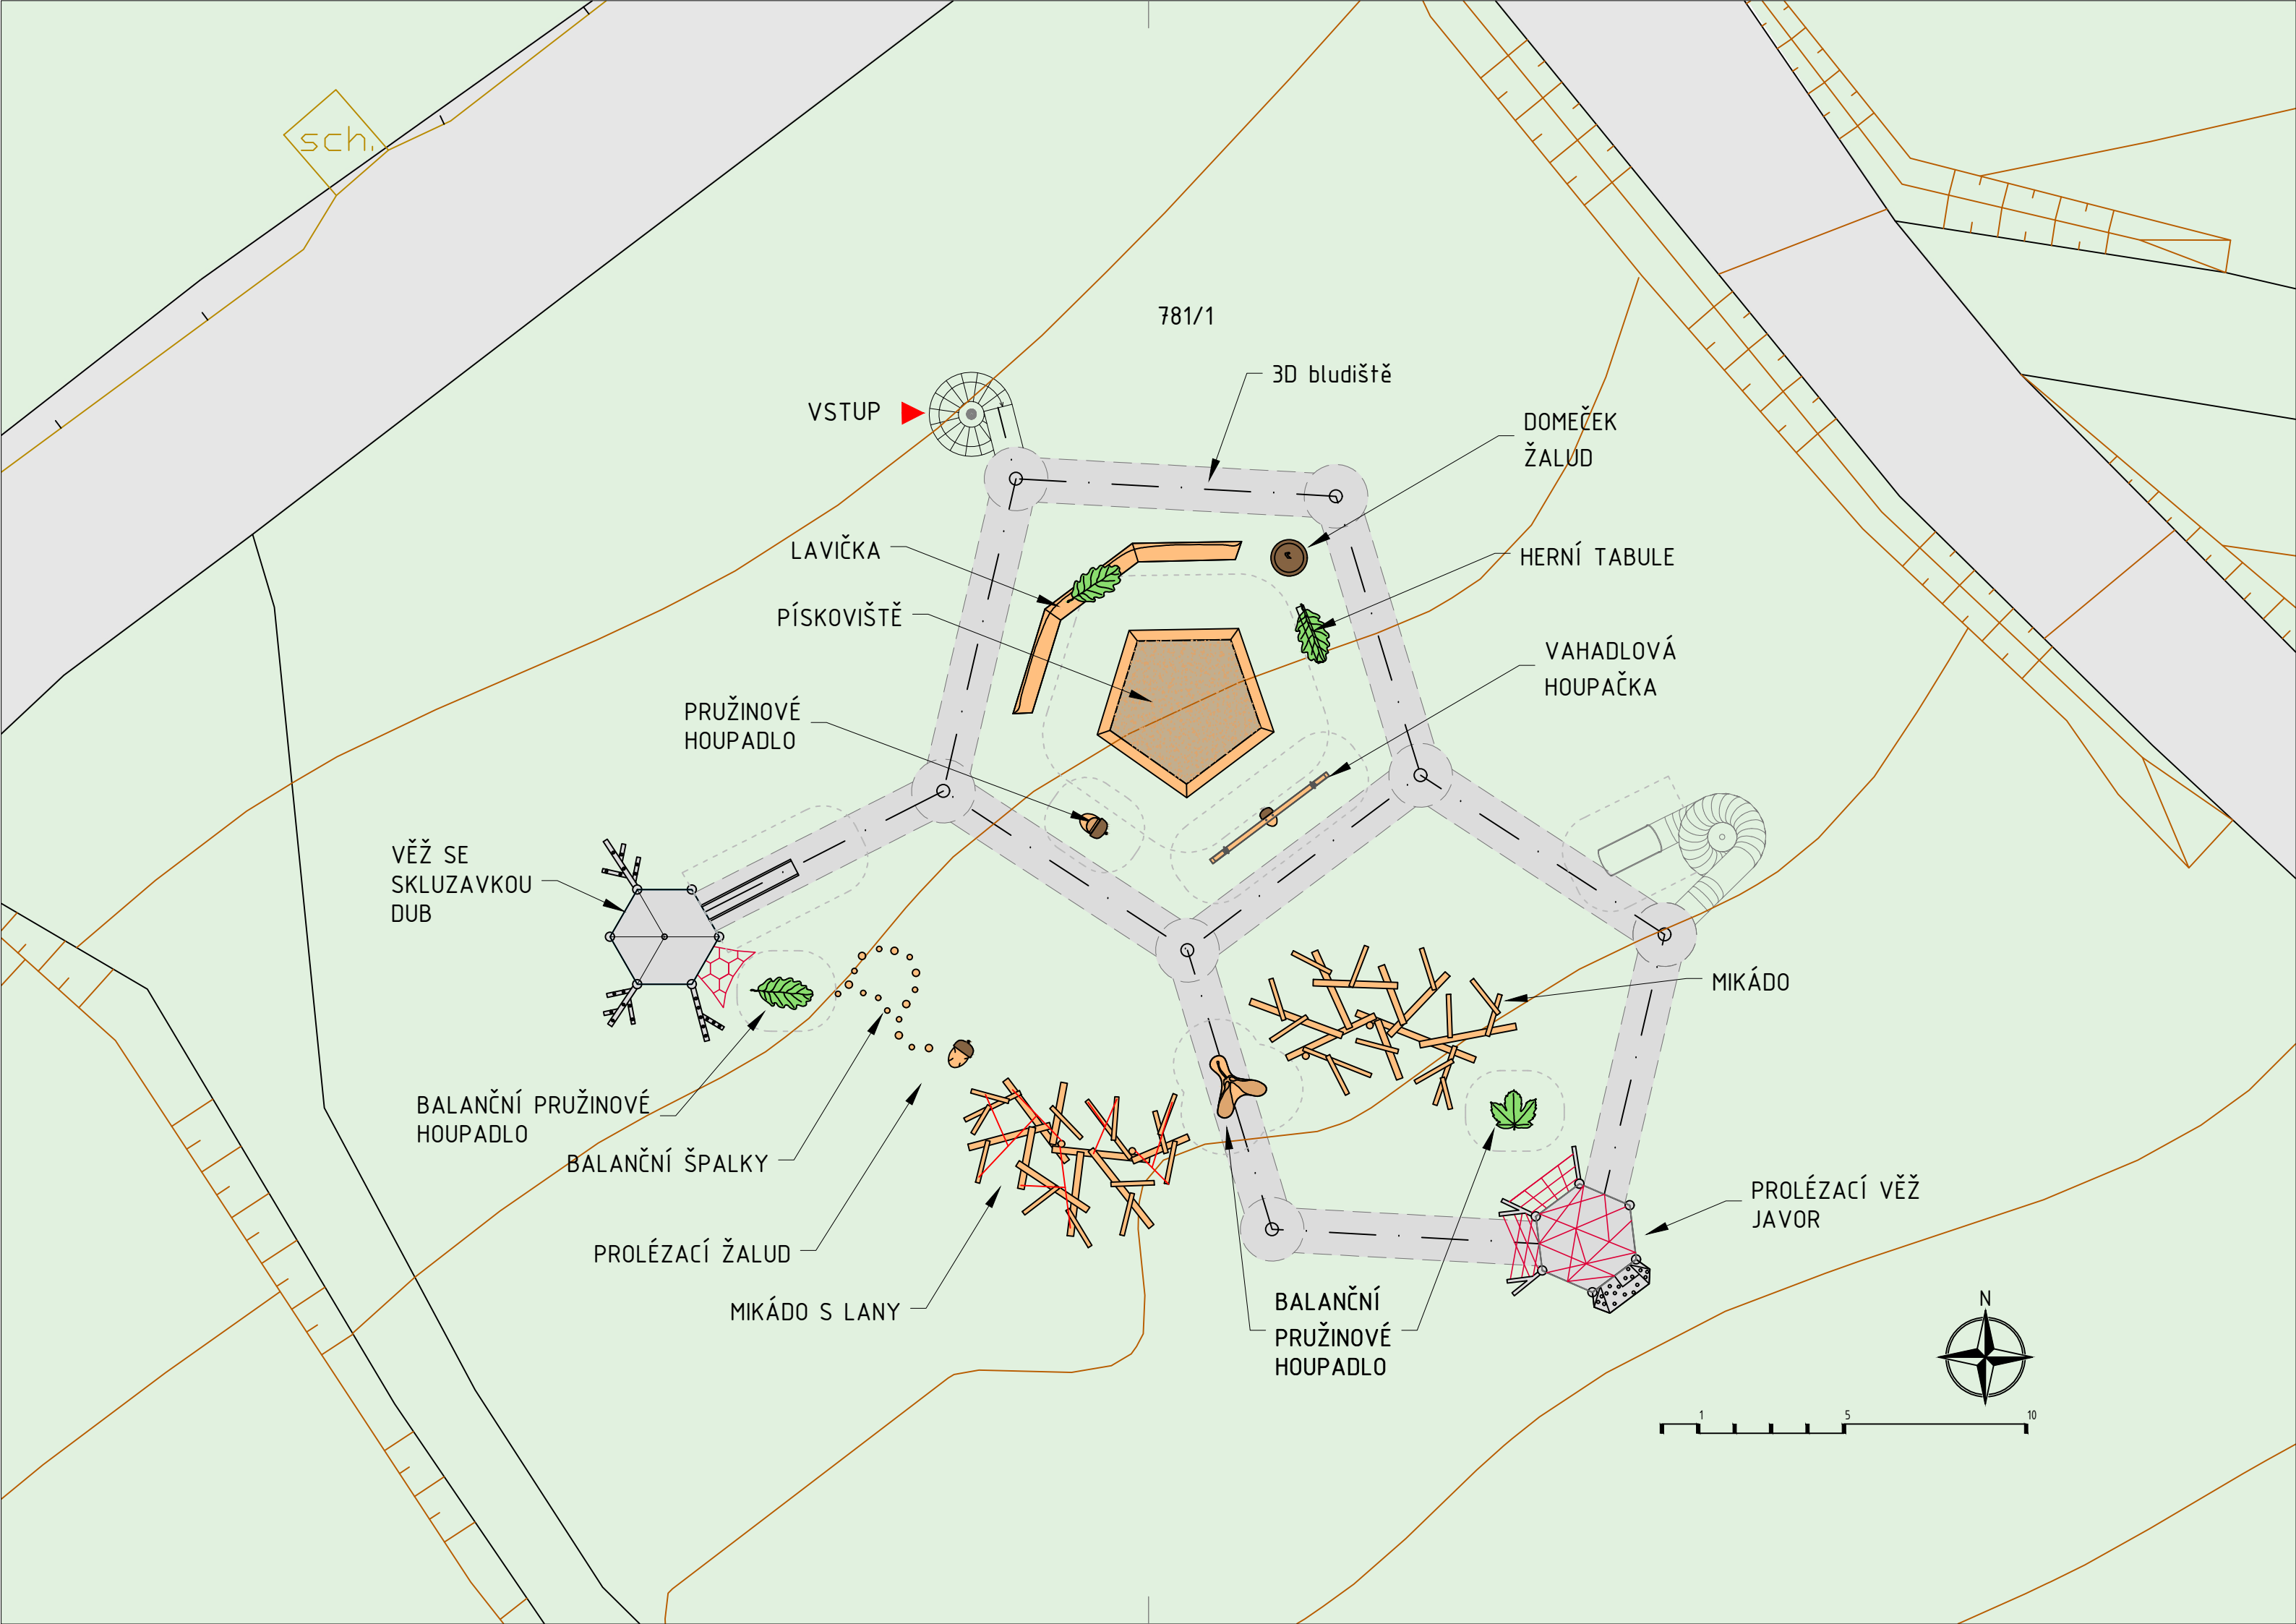 sch.
781/1
3D bludiště
VSTUP
DOMEČEK
ŽALUD
LAVIČKA
HERNÍ TABULE
PÍSKOVIŠTĚ
VAHADLOVÁ
HOUPAČKA
PRUŽINOVÉ
HOUPADLO
VĚŽ SE
SKLUZAVKOU
DUB
MIKÁDO
BALANČNÍ PRUŽINOVÉ
HOUPADLO
BALANČNÍ ŠPALKY
PROLÉZACÍ VĚŽ
JAVOR
PROLÉZACÍ ŽALUD
MIKÁDO S LANY
BALANČNÍ
PRUŽINOVÉ
HOUPADLO
N
1 5 10